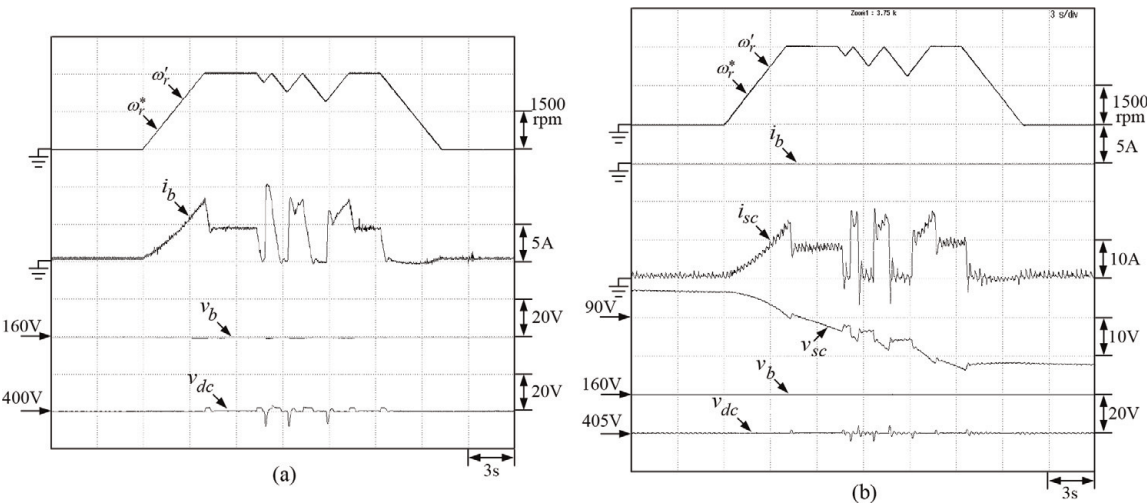 ω*r
ω′r
1500
rpm
ib
5A
160V
vb
20V
400V
vdc
20V
3s
(a)
Zoom1 : 3.75 k
3 s/div
ω*r
ω′r
1500
rpm
5A
ib
isc
10A
90V
10V
vsc
160V
vb
405V
vdc
20V
3s
(b)